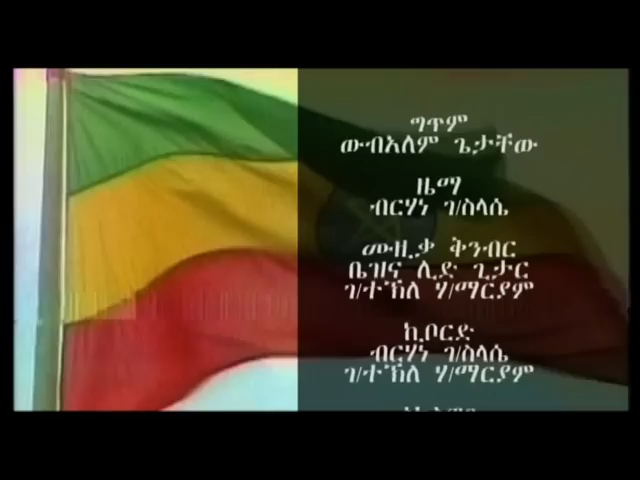 ግጥም
ውብአለም ጌታቸው
ዜማ
ብርሃነ ገ/ስላሴ
ሙዚቃ ቅንብር
ቤዝና ሊድ ጊታር
ገ/ተኽለ ሃ/ማርያም
ኪቦርድ
ብርሃነ ገ/ስላሴ
ገ/ተኽለ ሃ/ማርያም